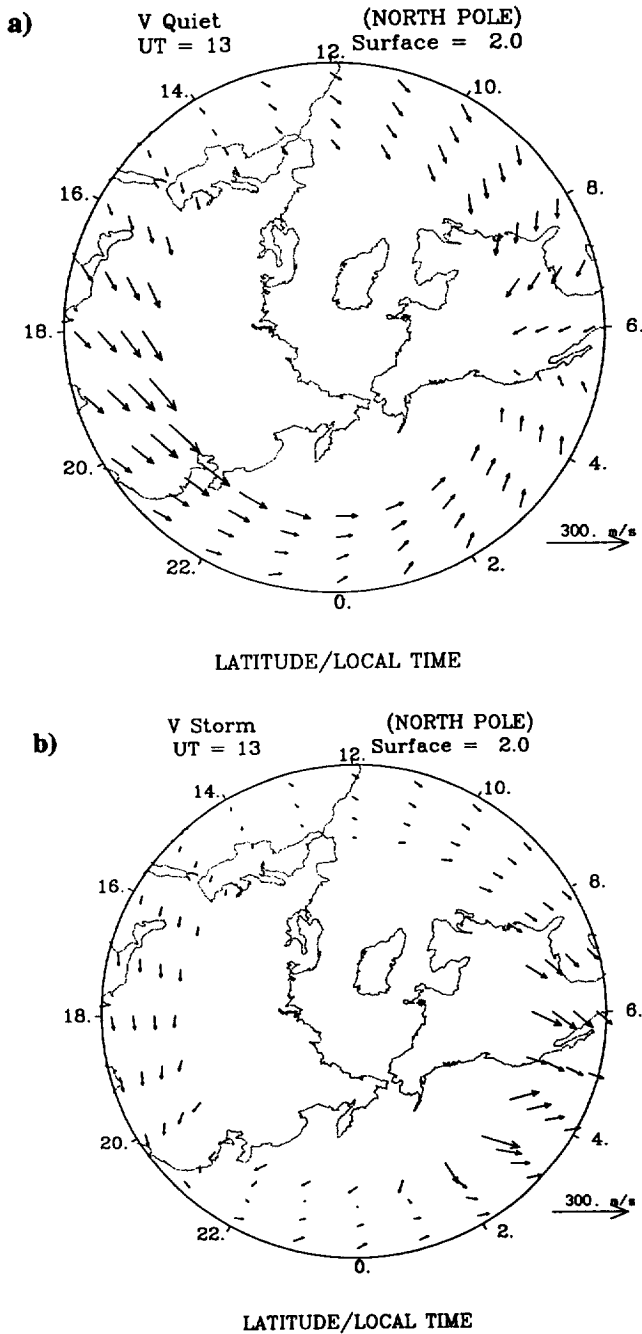 a)
V Quiet (NORTH POLE)
UT = 13 Surface = 2.0
12.
14. 10.
16. 8.
18. 6.
20. 4.
300. m/s
22. 2.
0.
LATITUDE/LOCAL TIME
b)
V Storm (NORTH POLE)
UT = 13 Surface = 2.0
12.
14. 10.
16. 8.
18. 6.
20. 4.
300. m/s
22. 2.
0.
LATITUDE/LOCAL TIME